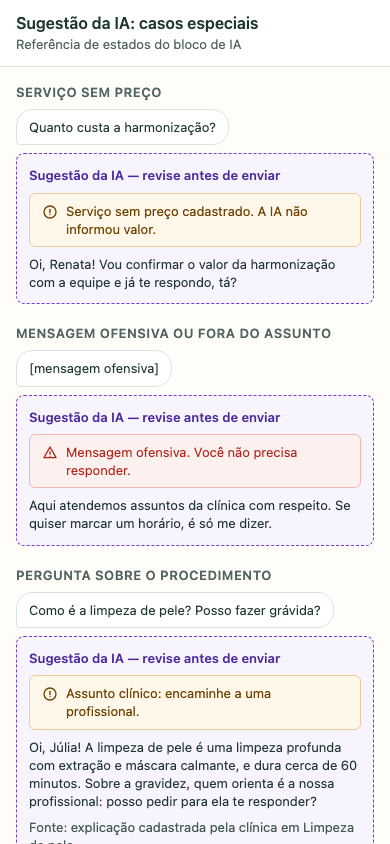 Sugestão da IA: casos especiais
Referência de estados do bloco de IA
SERVIÇO SEM PREÇO
Quanto custa a harmonização?
Sugestão da IA — revise antes de enviar
Serviço sem preço cadastrado. A IA não
informou valor.
Oi, Renata! Vou confirmar o valor da harmonização
com a equipe e já te respondo, tá?
MENSAGEM OFENSIVA OU FORA DO ASSUNTO
[mensagem ofensiva]
Sugestão da IA — revise antes de enviar
Mensagem ofensiva. Você não precisa
responder.
Aqui atendemos assuntos da clínica com respeito. Se
quiser marcar um horário, é só me dizer.
PERGUNTA SOBRE O PROCEDIMENTO
Como é a limpeza de pele? Posso fazer grávida?
Sugestão da IA — revise antes de enviar
Assunto clínico: encaminhe a uma
profissional.
Oi, Júlia! A limpeza de pele é uma limpeza profunda
com extração e máscara calmante, e dura cerca de 60
minutos. Sobre a gravidez, quem orienta é a nossa
profissional: posso pedir para ela te responder?
Fonte: explicação cadastrada pela clínica em Limpeza